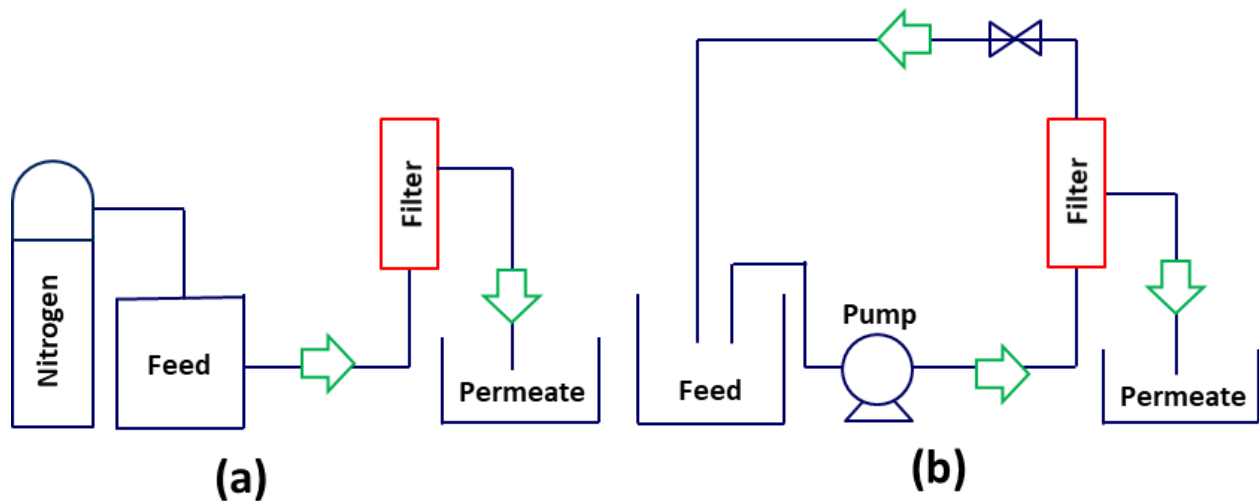 Nitrogen
Feed
Filter
Permeate
(a)
Feed
Pump
Filter
Permeate
(b)